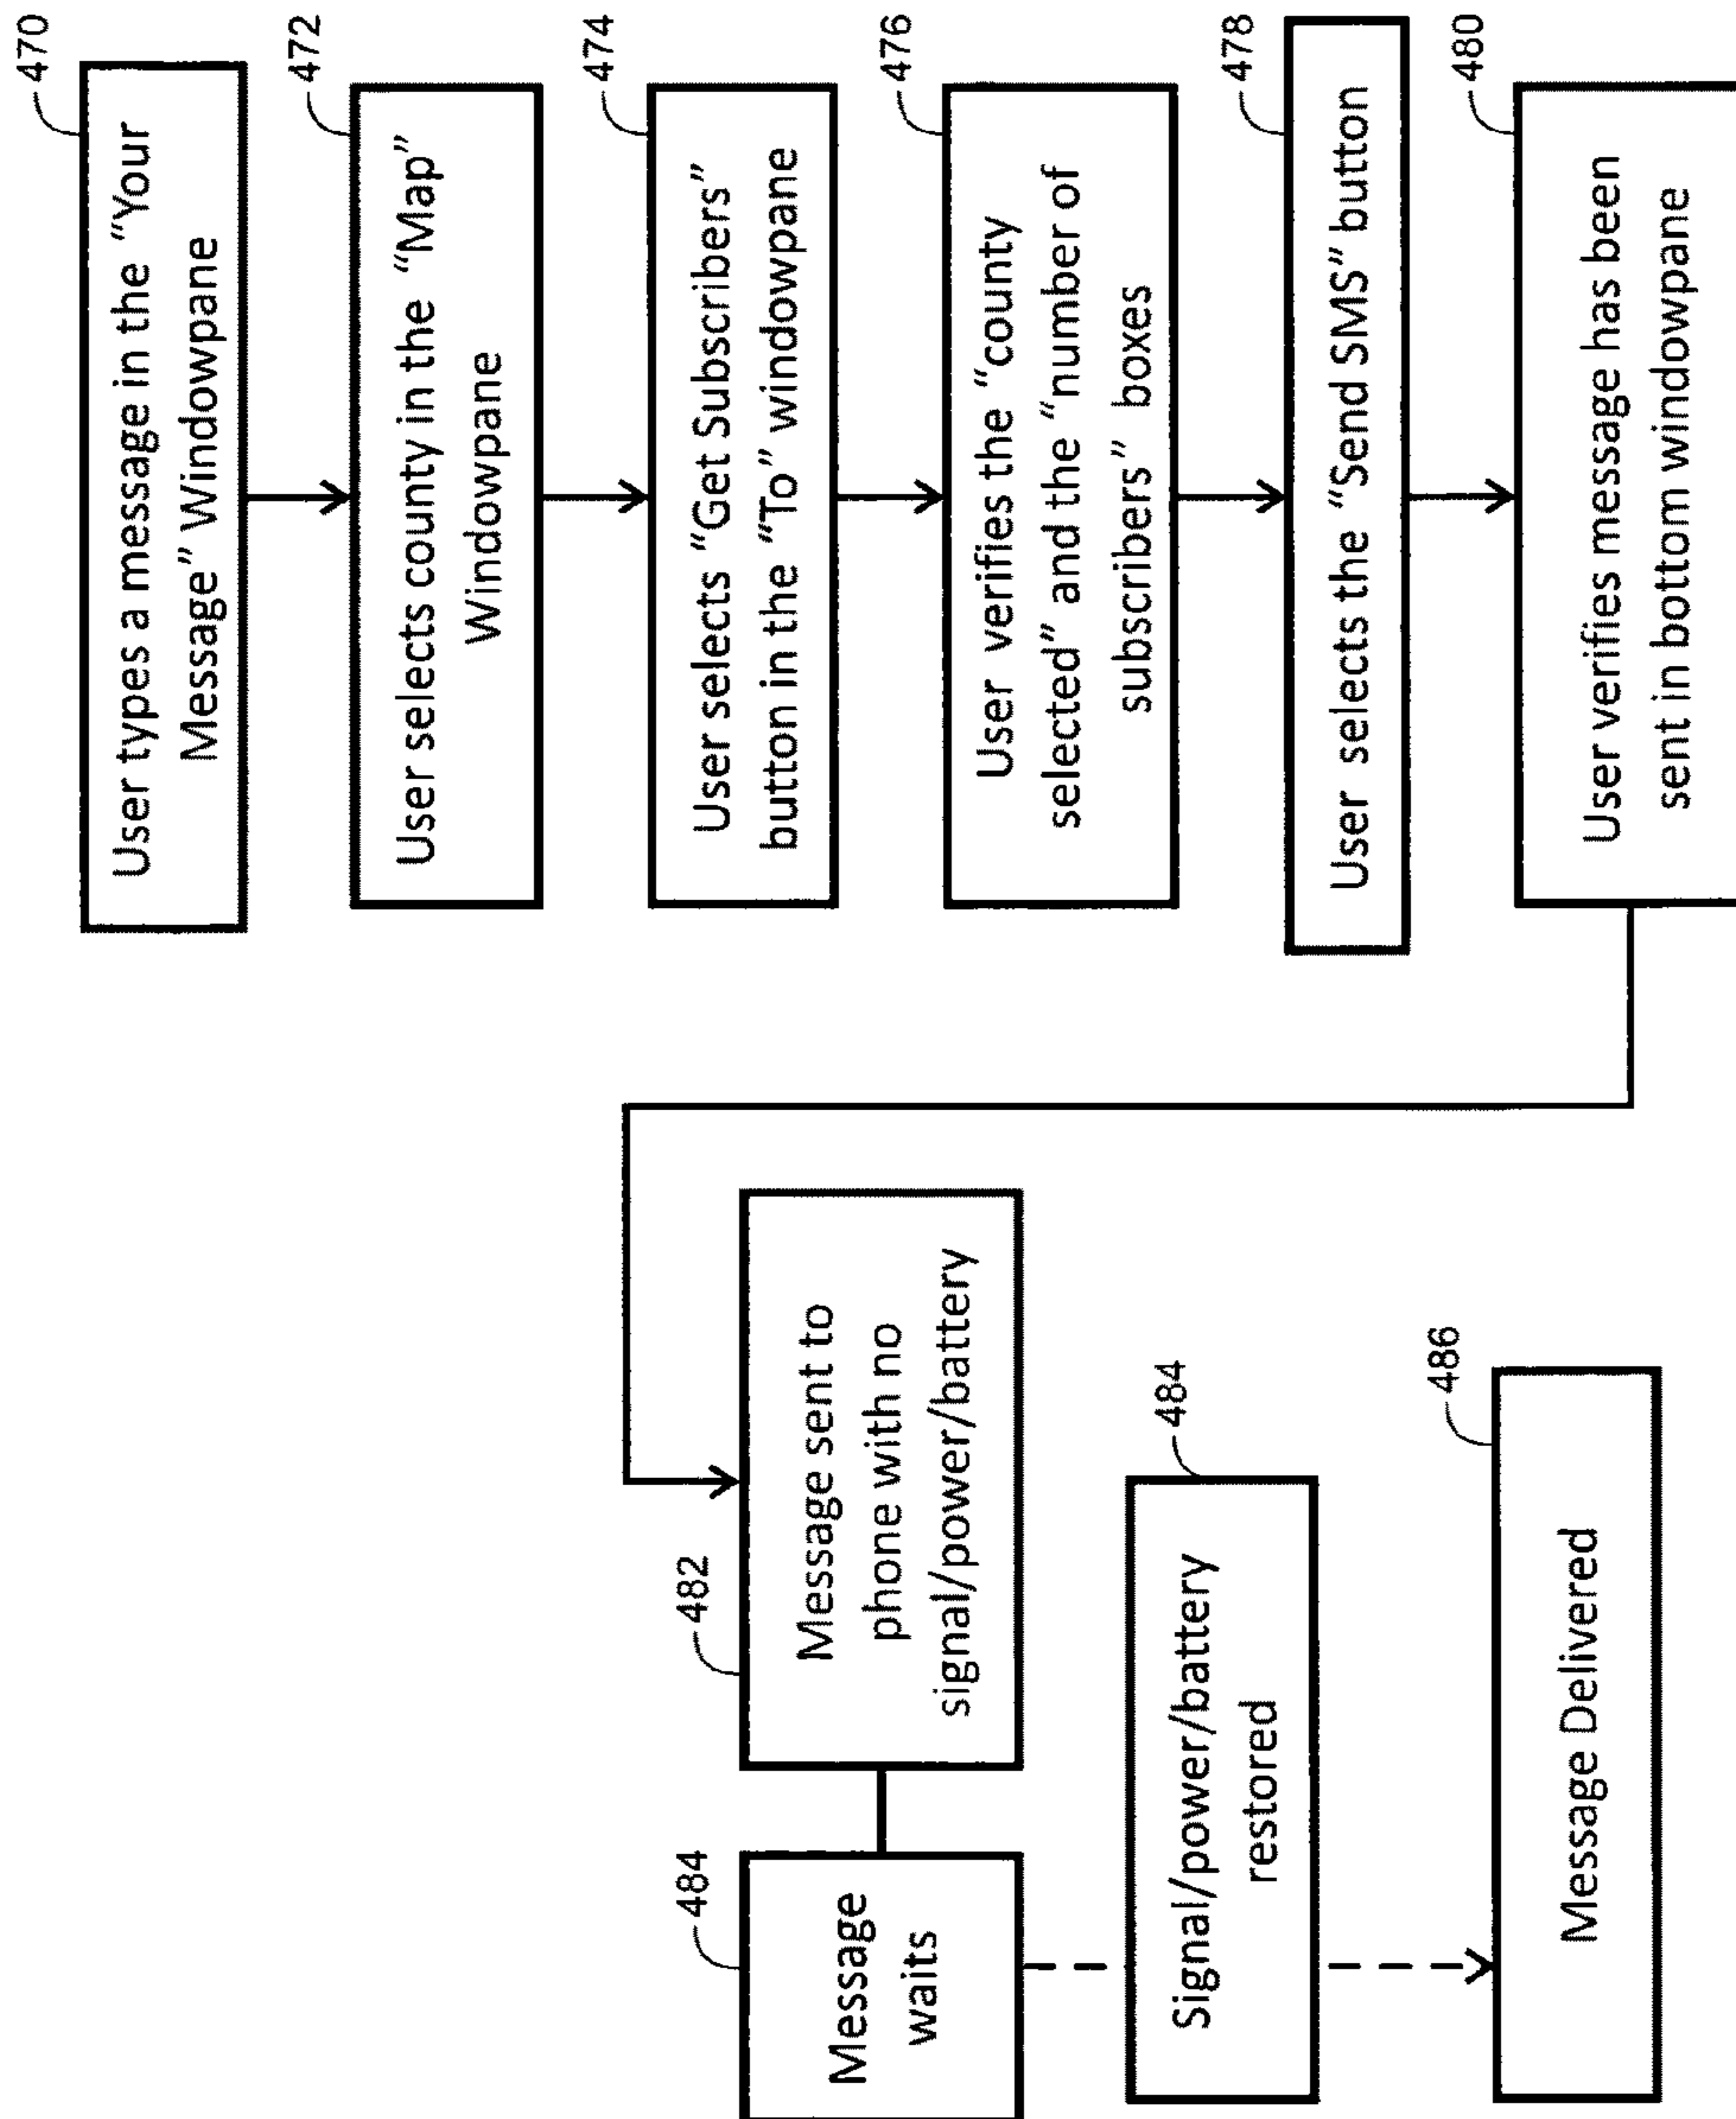 470
User types a message in the “Your
Message” Windowpane
472
User selects county in the “Map”
Windowpane
474
User selects “Get Subscribers”
button in the “To” windowpane
476
User verifies the “county
selected” and the “number of
subscribers” boxes
478
User selects the “Send SMS” button
480
User verifies message has been
sent in bottom windowpane
482
Message sent to
phone with no
signal/power/battery
484
Message
waits
484
Signal/power/battery
restored
486
Message Delivered